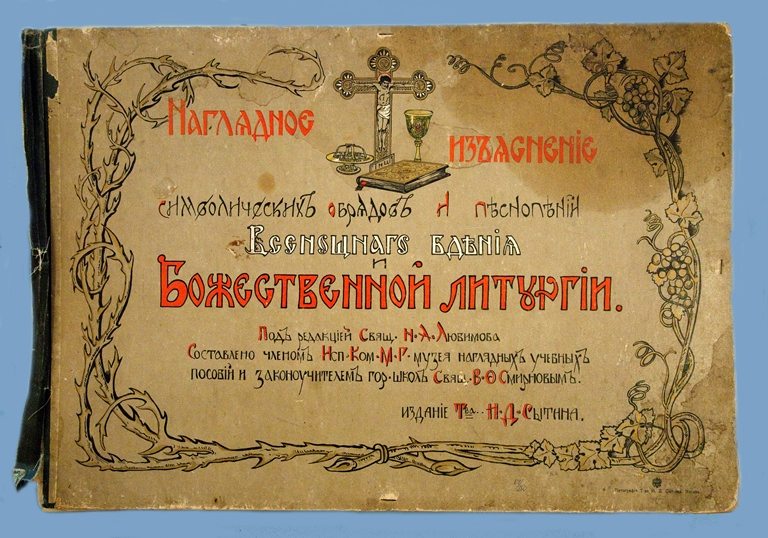 Наглядное изъясненіе
символическихъ обрядовъ и пѣснопѣній
Всенощнаго бдѣнія
и
Божественной литургіи.
Подъ редакціей Свящ. Н. А. Любимова
Составлено членомъ Исп. Ком. М. Г. музея наглядныхъ учебныхъ
пособій и законоучителемъ гор. школъ Свящ. В. Ѳ. Смирновымъ.
изданіе Т-ва И. Д. Сытина.